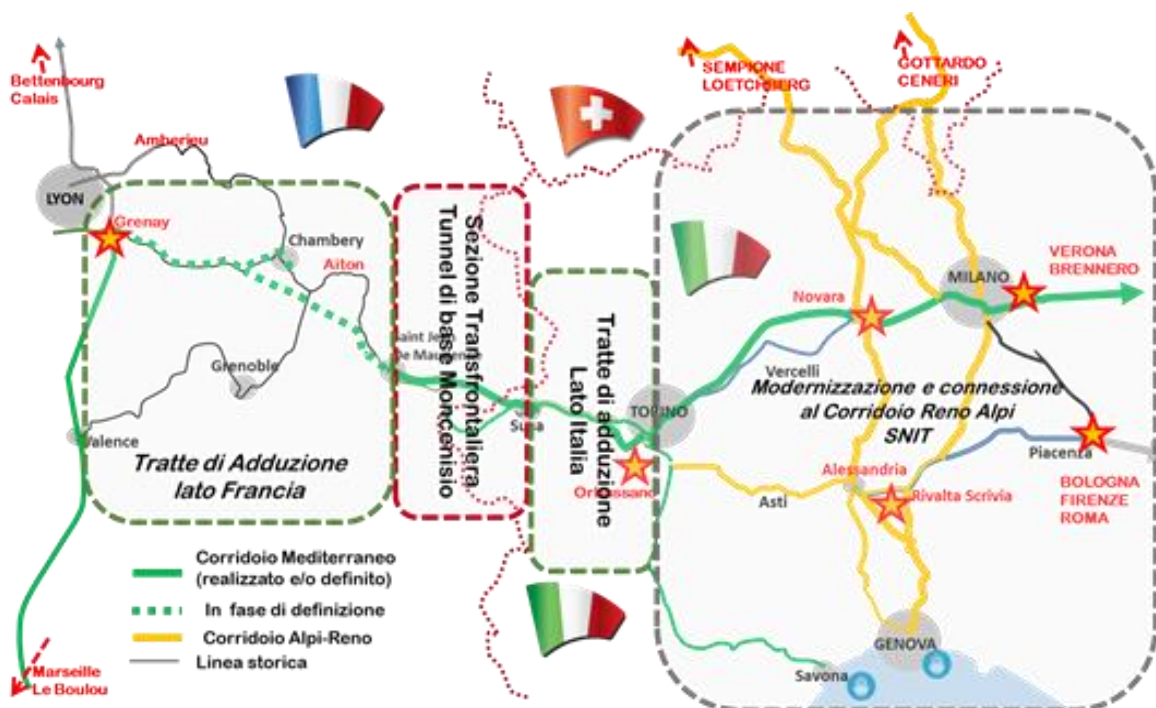 Bettenbourg
Calais
SEMPIONE
LOETCHBERG
GOTTARDO
CENERI
Amberieu
LYON
Grenay
Chambery
Aiton
Grenoble
Valence
Tratte di Adduzione
lato Francia
Sezione Transfrontaliera
Tunnel di base Moncenisio
Saint Jean
De Maurienne
Susa
Tratte di adduzione
Lato Italia
TORINO
Orbassano
Novara
Vercelli
MILANO
VERONA
BRENNERO
Modernizzazione e connessione
al Corridoio Reno Alpi
SNIT
Piacenza
Alessandria
Rivalta Scrivia
Asti
BOLOGNA
FIRENZE
ROMA
GENOVA
Savona
Corridoio Mediterraneo
(realizzato e/o definito)
In fase di definizione
Corridoio Alpi-Reno
Linea storica
Marseille
Le Boulou